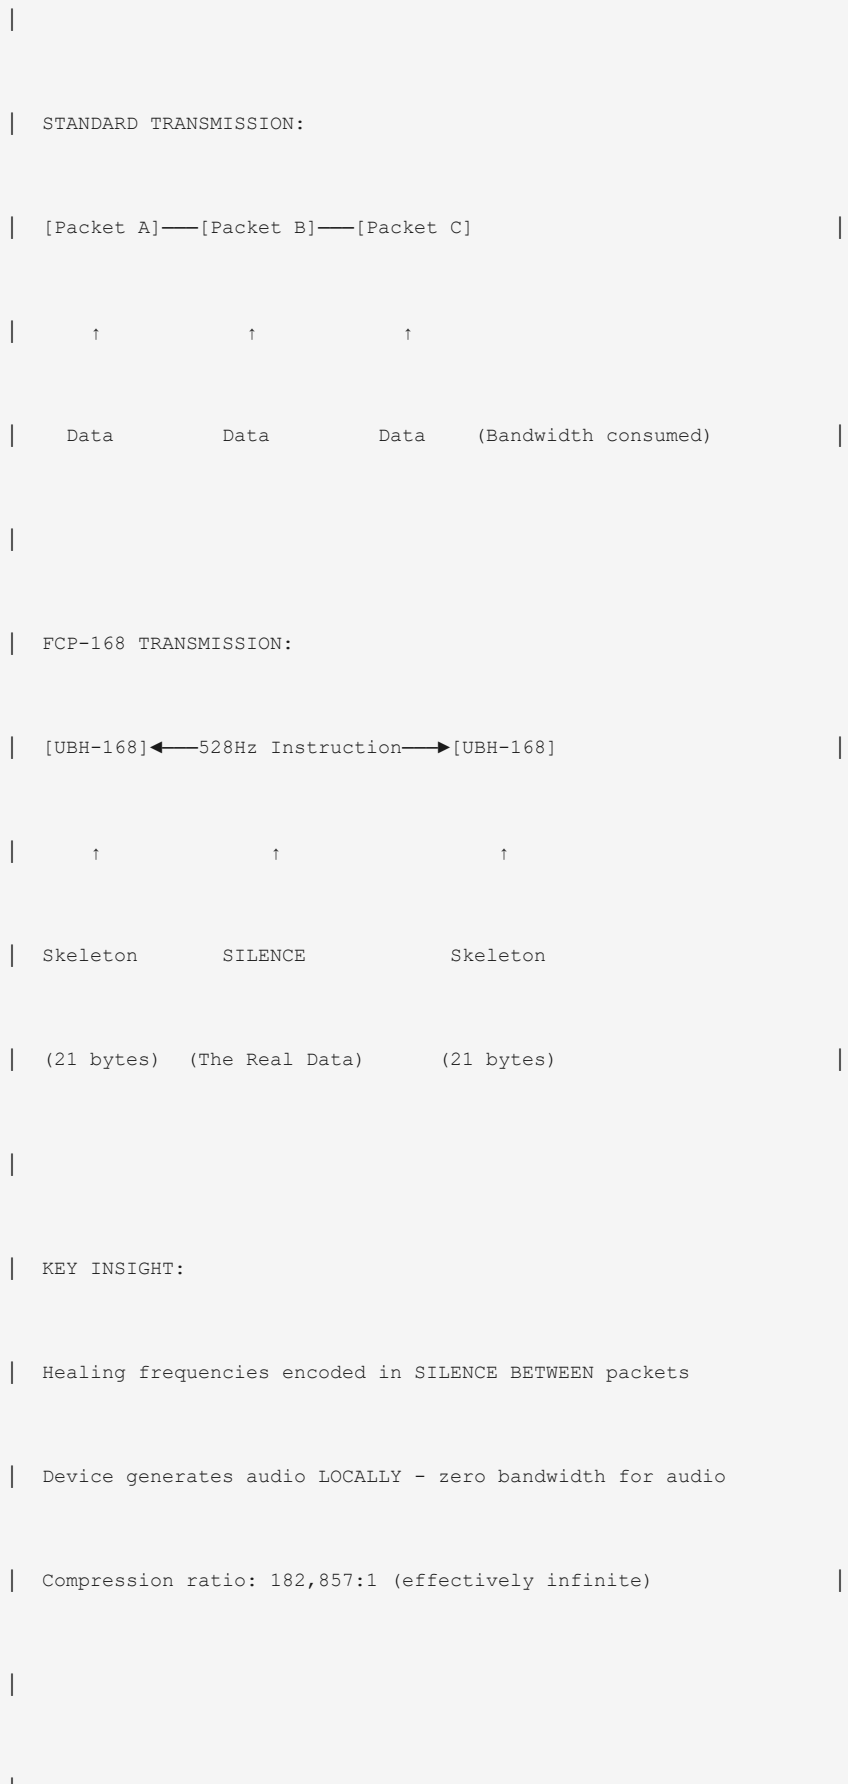 │
│  STANDARD TRANSMISSION:
│  [Packet A]───[Packet B]───[Packet C]                              │
│      ↑            ↑            ↑
│    Data         Data         Data    (Bandwidth consumed)          │
│
│  FCP-168 TRANSMISSION:
│  [UBH-168]◄───528Hz Instruction───►[UBH-168]                       │
│      ↑              ↑                  ↑
│  Skeleton       SILENCE            Skeleton
│  (21 bytes)  (The Real Data)      (21 bytes)                       │
│
│  KEY INSIGHT:
│  Healing frequencies encoded in SILENCE BETWEEN packets
│  Device generates audio LOCALLY - zero bandwidth for audio
│  Compression ratio: 182,857:1 (effectively infinite)               │
│
│